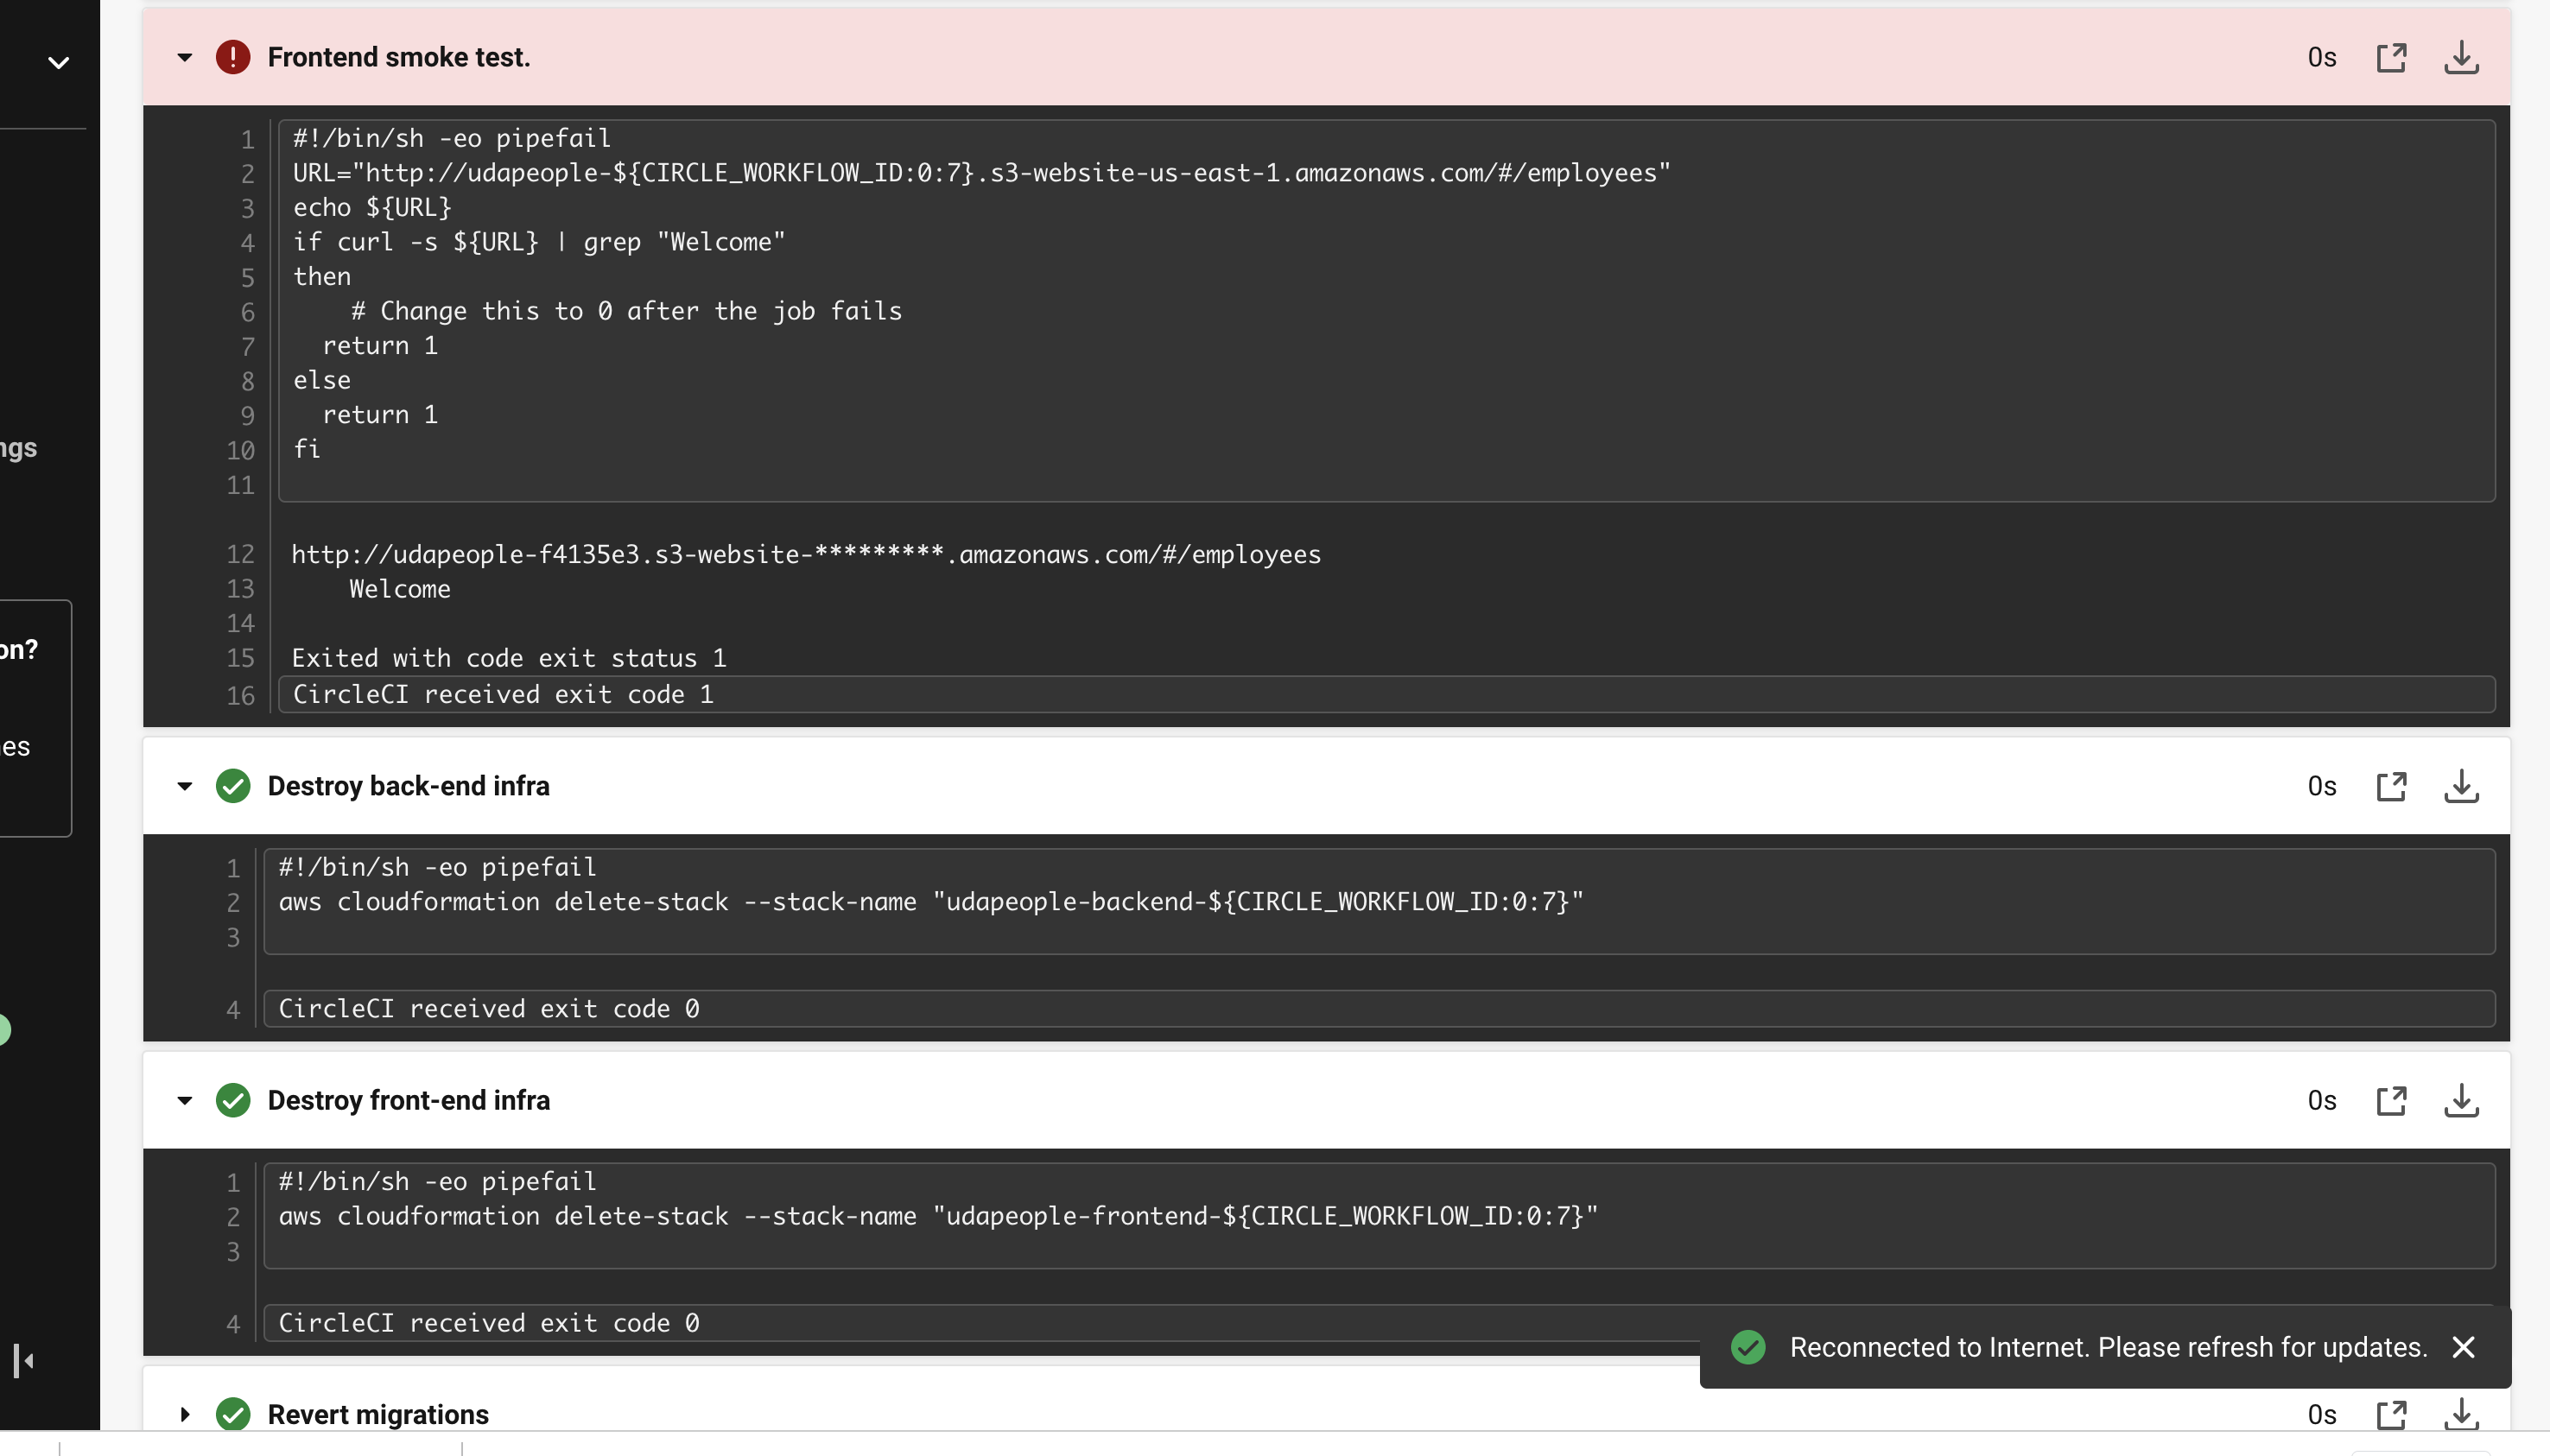 Frontend smoke test.
0s
1 #!/bin/sh -eo pipefail
2 URL="http://udapeople-${CIRCLE_WORKFLOW_ID:0:7}.s3-website-us-east-1.amazonaws.com/#/employees"
3 echo ${URL}
4 if curl -s ${URL} | grep "Welcome"
5 then
6     # Change this to 0 after the job fails
7   return 1
8 else
9   return 1
10 fi
11
12 http://udapeople-f4135e3.s3-website-*********.amazonaws.com/#/employees
13     Welcome
14
15 Exited with code exit status 1
16 CircleCI received exit code 1
ngs
on?
es
Destroy back-end infra
0s
1 #!/bin/sh -eo pipefail
2 aws cloudformation delete-stack --stack-name "udapeople-backend-${CIRCLE_WORKFLOW_ID:0:7}"
3
4 CircleCI received exit code 0
Destroy front-end infra
0s
1 #!/bin/sh -eo pipefail
2 aws cloudformation delete-stack --stack-name "udapeople-frontend-${CIRCLE_WORKFLOW_ID:0:7}"
3
4 CircleCI received exit code 0
Reconnected to Internet. Please refresh for updates.
Revert migrations
0s